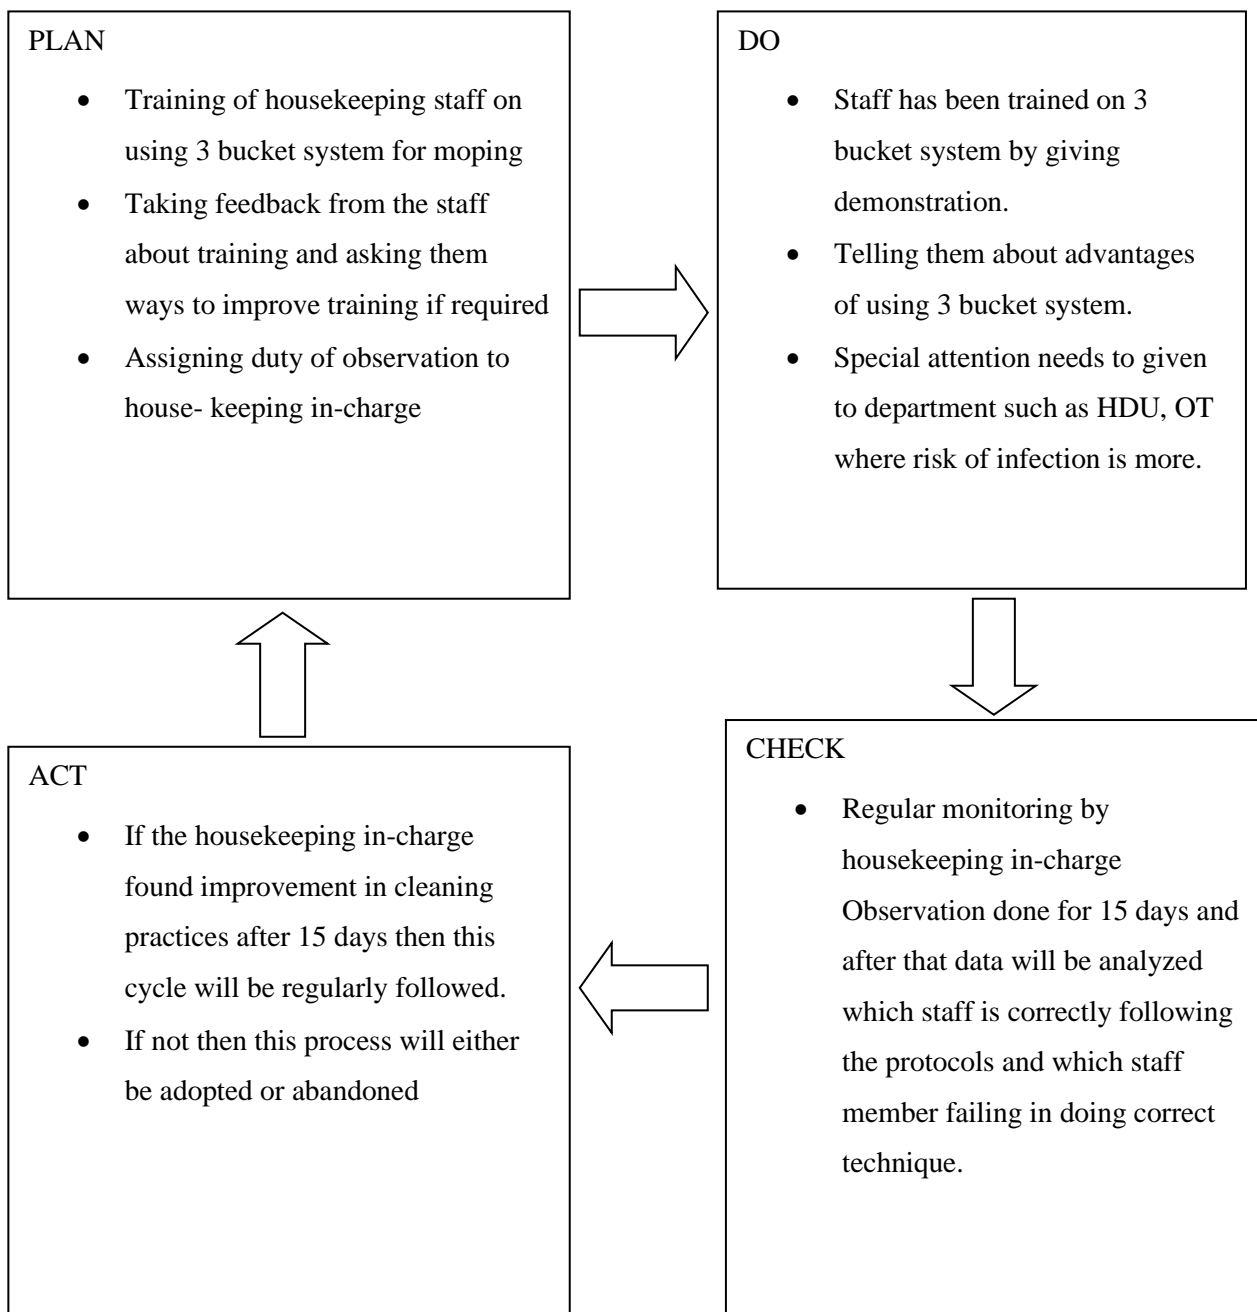 PLAN
• Training of housekeeping staff on
using 3 bucket system for moping
• Taking feedback from the staff
about training and asking them
ways to improve training if required
• Assigning duty of observation to
house- keeping in-charge
DO
• Staff has been trained on 3
bucket system by giving
demonstration.
• Telling them about advantages
of using 3 bucket system.
• Special attention needs to given
to department such as HDU, OT
where risk of infection is more.
CHECK
• Regular monitoring by
housekeeping in-charge
Observation done for 15 days and
after that data will be analyzed
which staff is correctly following
the protocols and which staff
member failing in doing correct
technique.
ACT
• If the housekeeping in-charge
found improvement in cleaning
practices after 15 days then this
cycle will be regularly followed.
• If not then this process will either
be adopted or abandoned